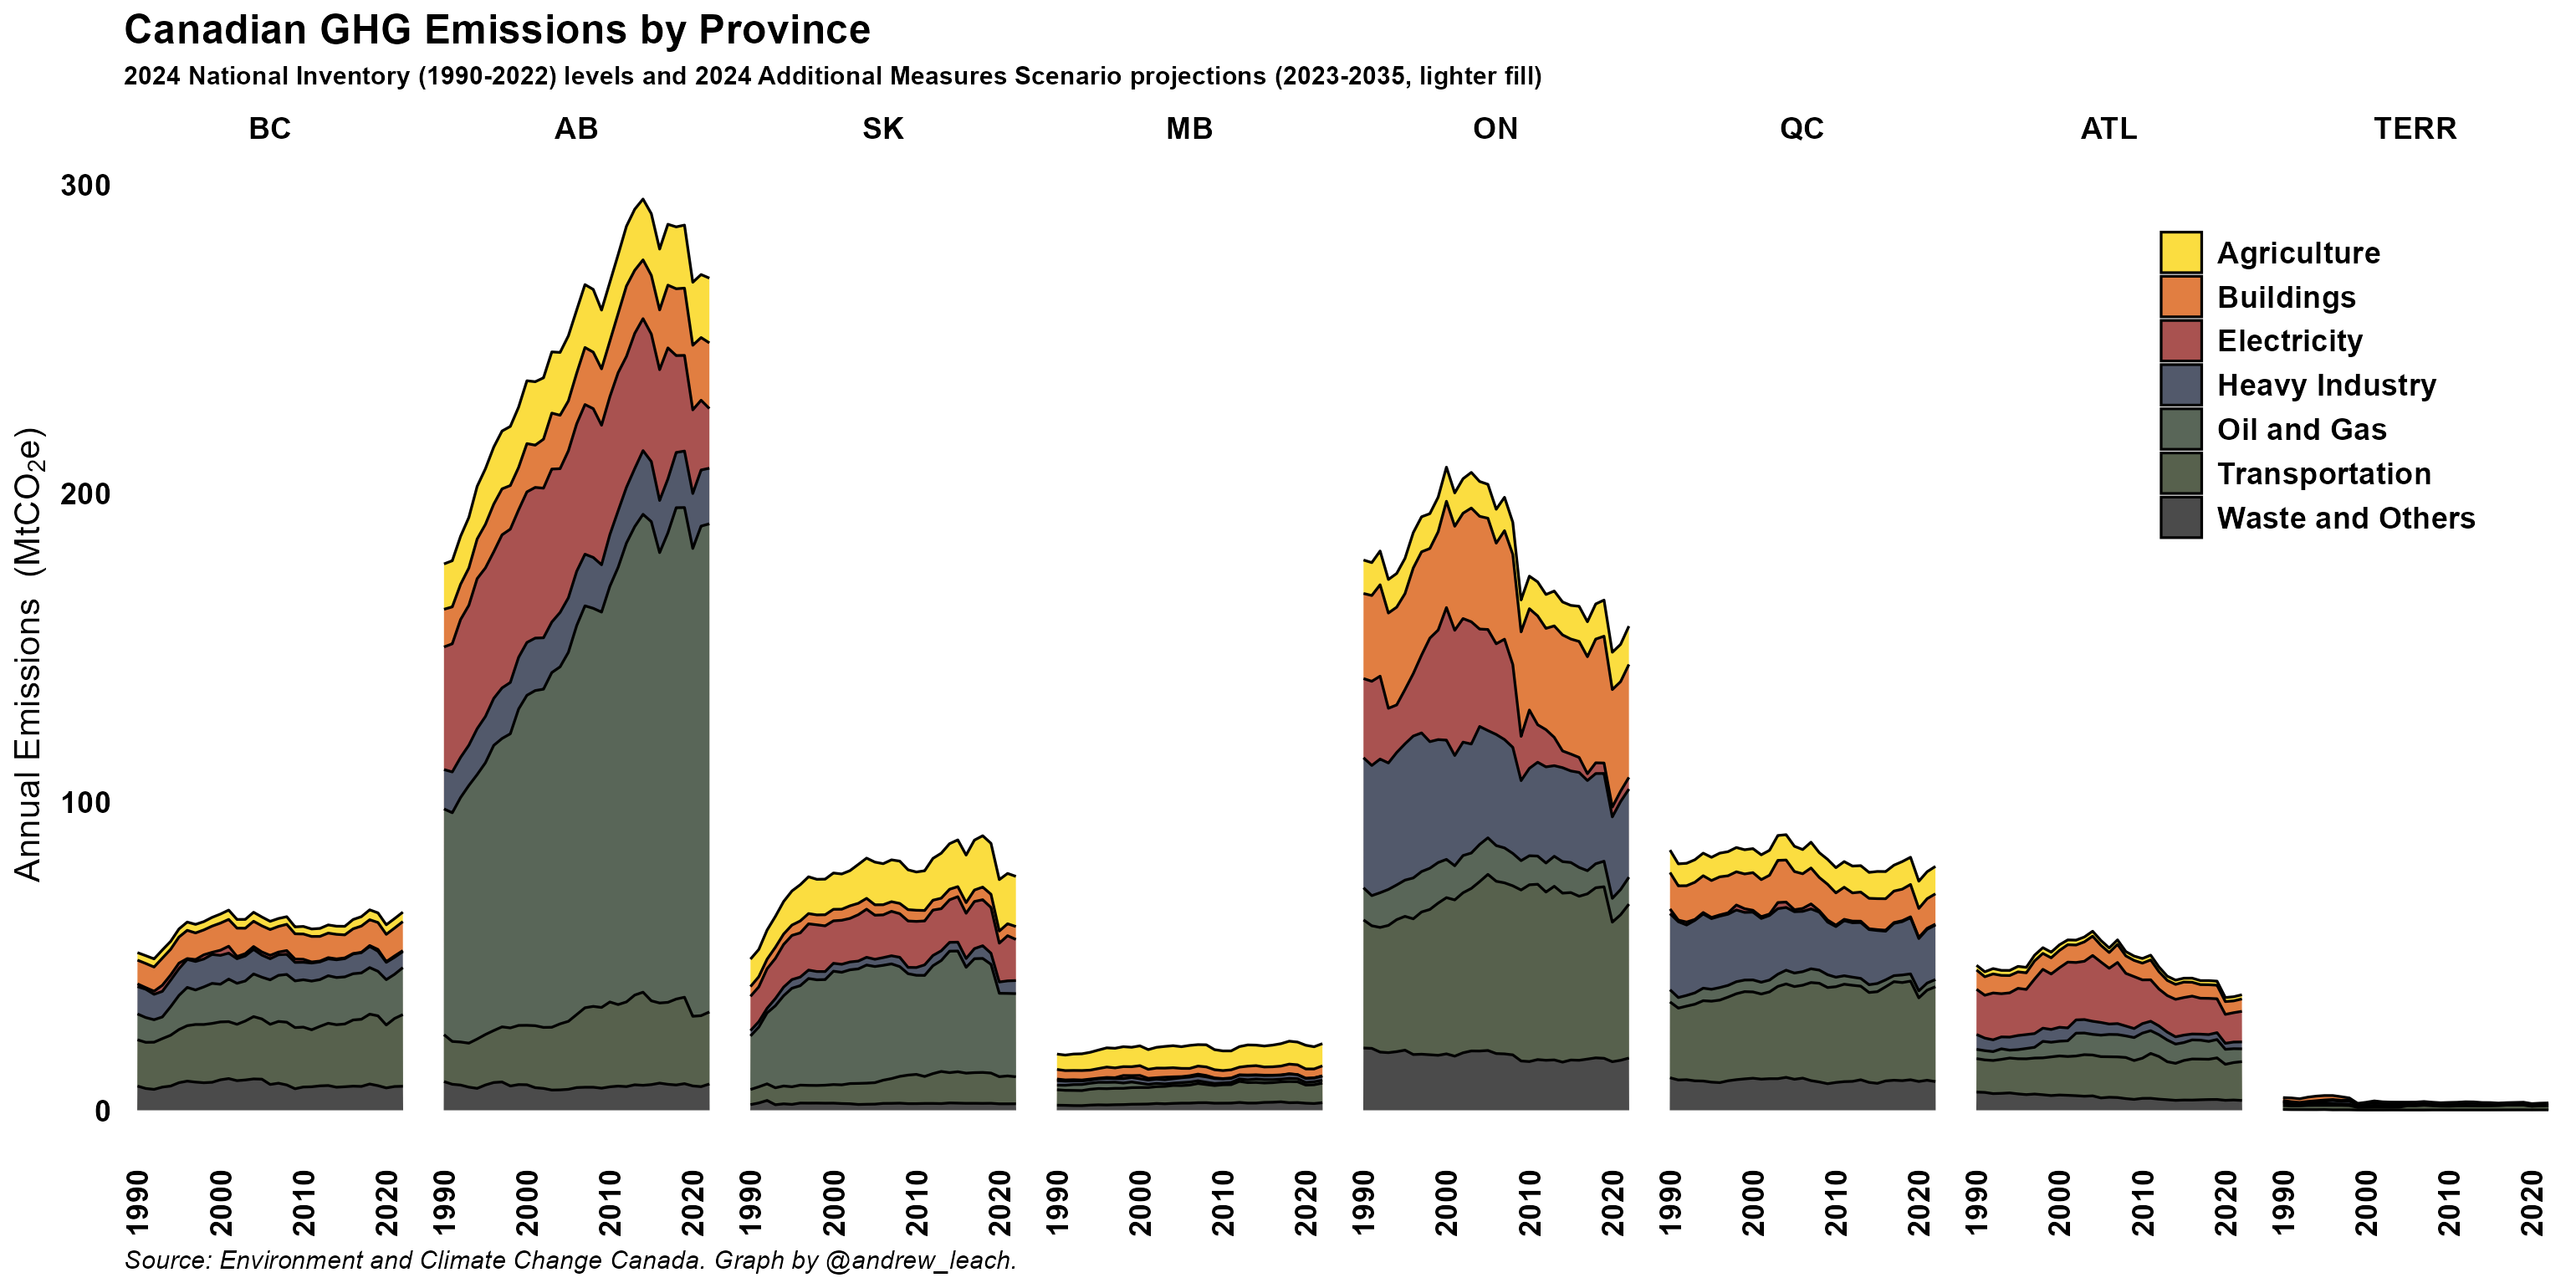 Canadian GHG Emissions by Province
2024 National Inventory (1990-2022) levels and 2024 Additional Measures Scenario projections (2023-2035, lighter fill)
BC AB SK MB ON QC ATL TERR
300
200
100
0
Annual Emissions (MtCO₂e)
Agriculture
Buildings
Electricity
Heavy Industry
Oil and Gas
Transportation
Waste and Others
1990 2000 2010 2020 1990 2000 2010 2020 1990 2000 2010 2020 1990 2000 2010 2020 1990 2000 2010 2020 1990 2000 2010 2020 1990 2000 2010 2020 1990 2000 2010 2020
Source: Environment and Climate Change Canada. Graph by @andrew_leach.